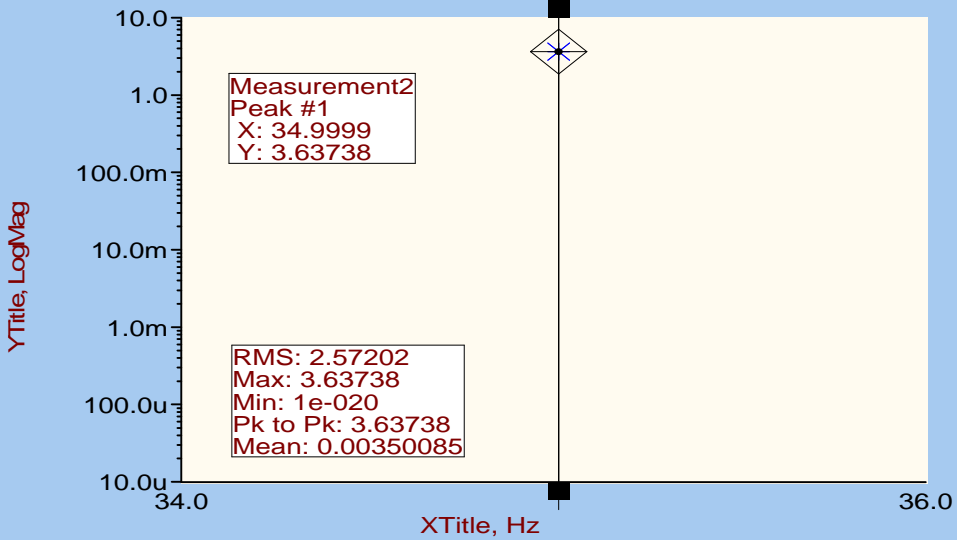 10.0
1.0
100.0m
10.0m
1.0m
100.0u
10.0u
YTitle, LogMag
Measurement2
Peak #1
X: 34.9999
Y: 3.63738
RMS: 2.57202
Max: 3.63738
Min: 1e-020
Pk to Pk: 3.63738
Mean: 0.00350085
34.0
36.0
XTitle, Hz